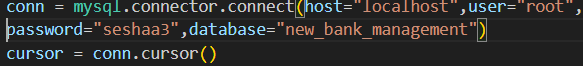 conn = mysql.connector.connect(host="localhost",user="root",
password="seshaa3",database="new_bank_management")
cursor = conn.cursor()